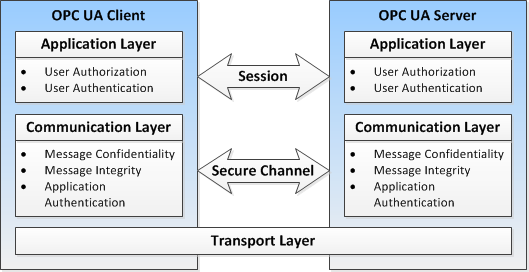 OPC UA Client
Application Layer
• User Authorization
• User Authentication
Communication Layer
• Message Confidentiality
• Message Integrity
• Application
Authentication
Session
Secure Channel
OPC UA Server
Application Layer
• User Authorization
• User Authentication
Communication Layer
• Message Confidentiality
• Message Integrity
• Application
Authentication
Transport Layer